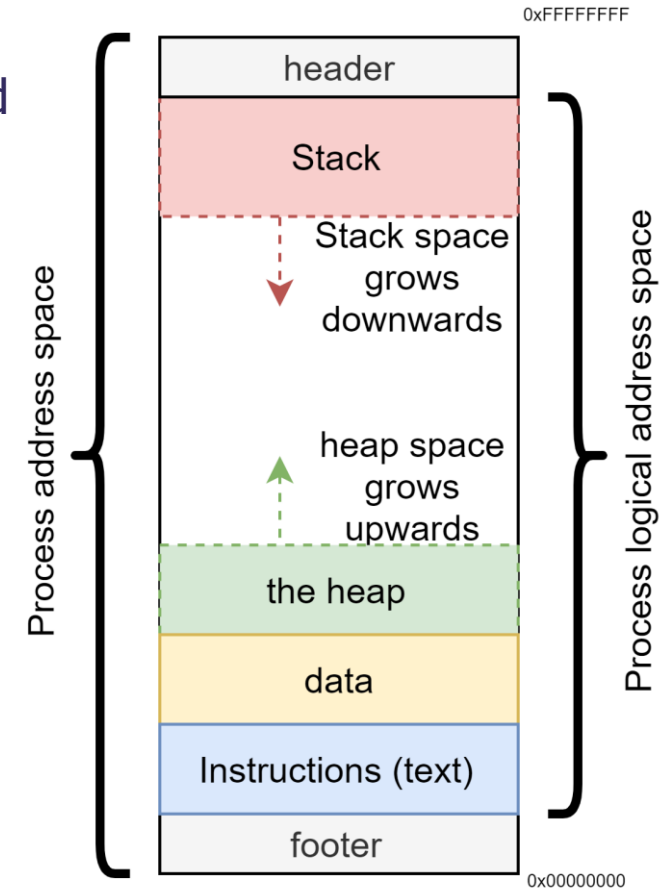 0xFFFFFFFF
header
d
Stack
Stack space
grows
downwards
Process address space
Process logical address space
heap space
grows
upwards
the heap
data
Instructions (text)
footer
0x00000000